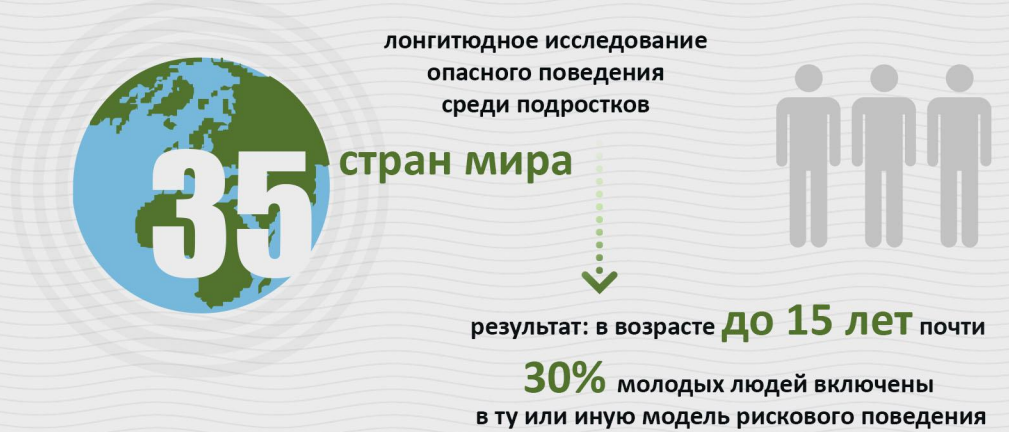 лонгитюдное исследование
опасного поведения
среди подростков
35 стран мира
результат: в возрасте до 15 лет почти
30% молодых людей включены
в ту или иную модель рискового поведения